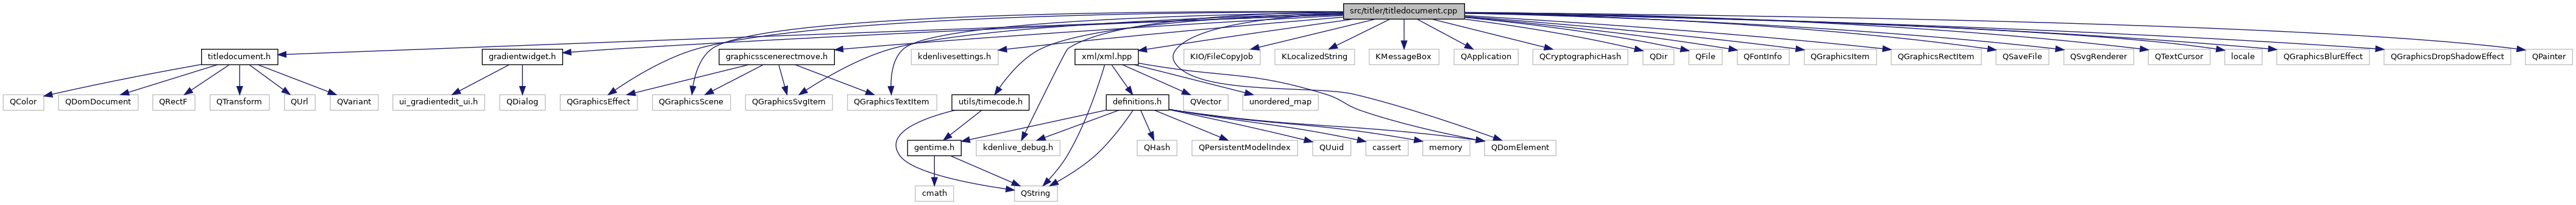 src/titler/titledocument.cpp
titledocument.h
gradientwidget.h
graphicsscenerectmove.h
kdenlivesettings.h
xml/xml.hpp
KIO/FileCopyJob
KLocalizedString
KMessageBox
QApplication
QCryptographicHash
QDir
QFile
QFontInfo
QGraphicsItem
QGraphicsRectItem
QSaveFile
QSvgRenderer
QTextCursor
locale
QGraphicsBlurEffect
QGraphicsDropShadowEffect
QPainter
QColor
QDomDocument
QRectF
QTransform
QUrl
QVariant
ui_gradientedit_ui.h
QDialog
QGraphicsEffect
QGraphicsScene
QGraphicsSvgItem
QGraphicsTextItem
utils/timecode.h
definitions.h
QVector
unordered_map
gentime.h
kdenlive_debug.h
QHash
QPersistentModelIndex
QUuid
cassert
memory
QDomElement
cmath
QString